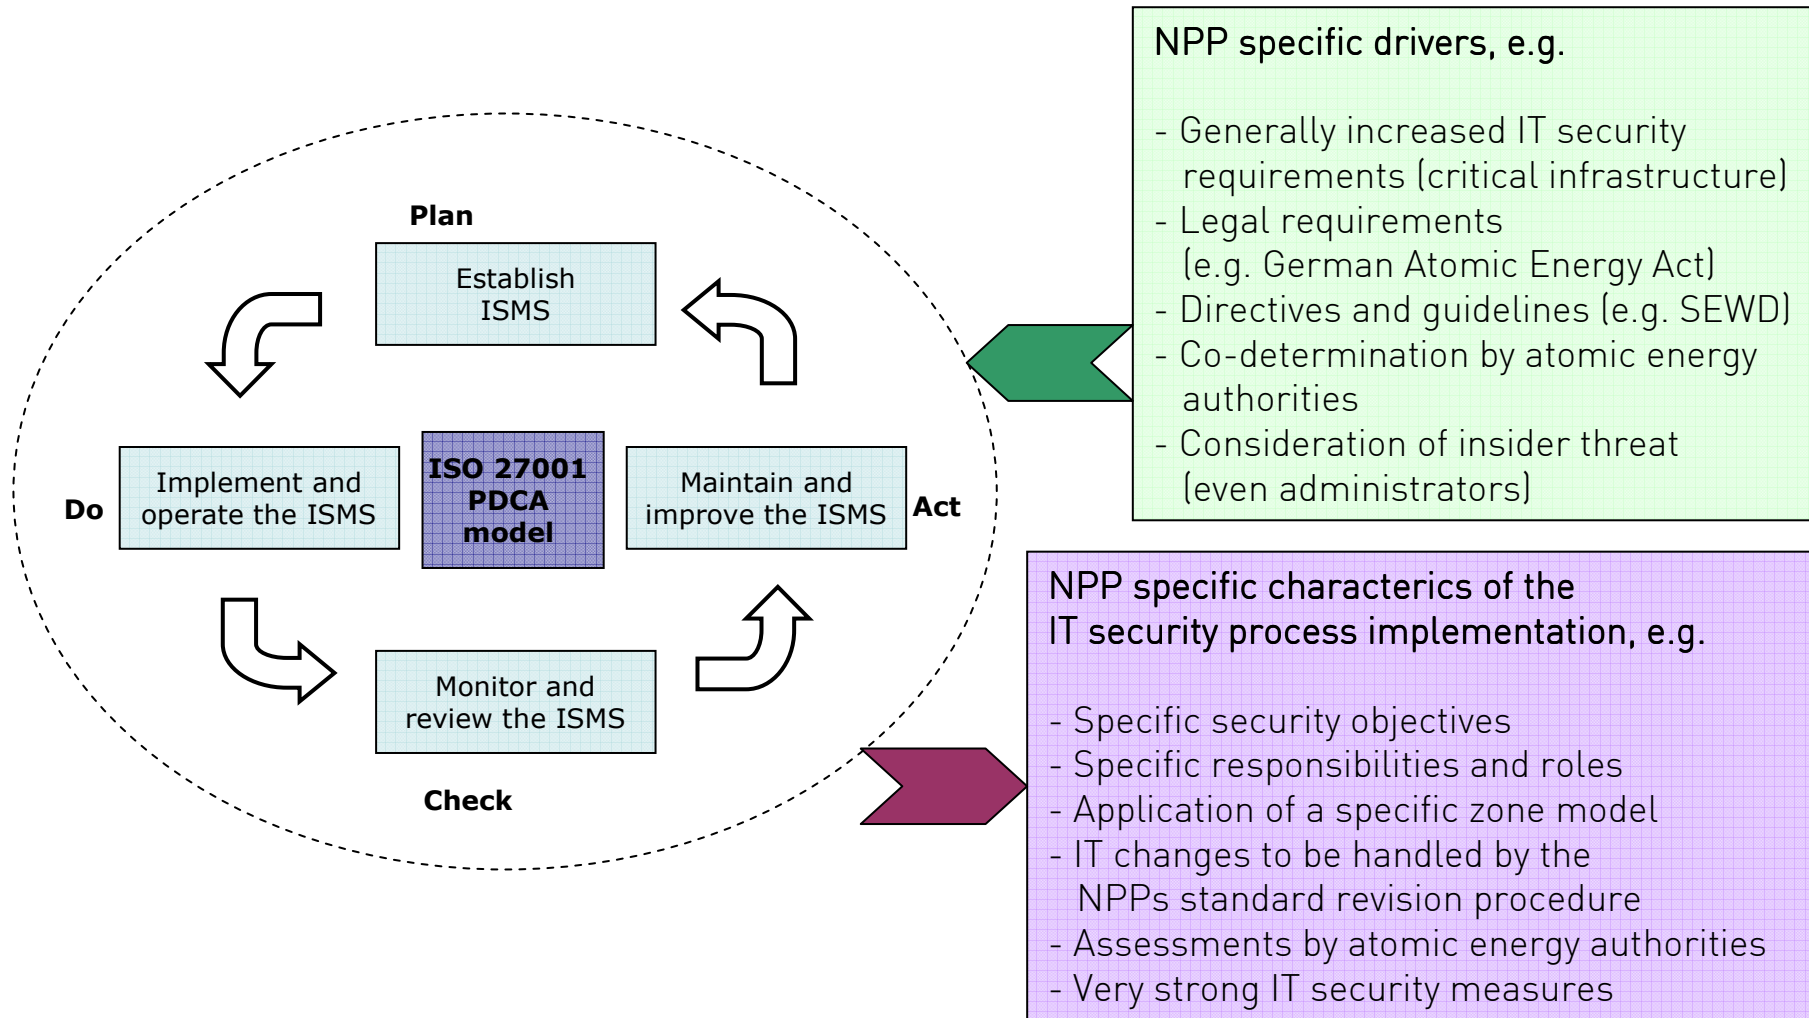 Plan
Establish
ISMS
Do
Implement and
operate the ISMS
ISO 27001
PDCA
model
Maintain and
improve the ISMS
Act
Monitor and
review the ISMS
Check
NPP specific drivers, e.g.
- Generally increased IT security
requirements (critical infrastructure)
- Legal requirements
(e.g. German Atomic Energy Act)
- Directives and guidelines (e.g. SEWD)
- Co-determination by atomic energy
authorities
- Consideration of insider threat
(even administrators)
NPP specific characterics of the
IT security process implementation, e.g.
- Specific security objectives
- Specific responsibilities and roles
- Application of a specific zone model
- IT changes to be handled by the
NPPs standard revision procedure
- Assessments by atomic energy authorities
- Very strong IT security measures